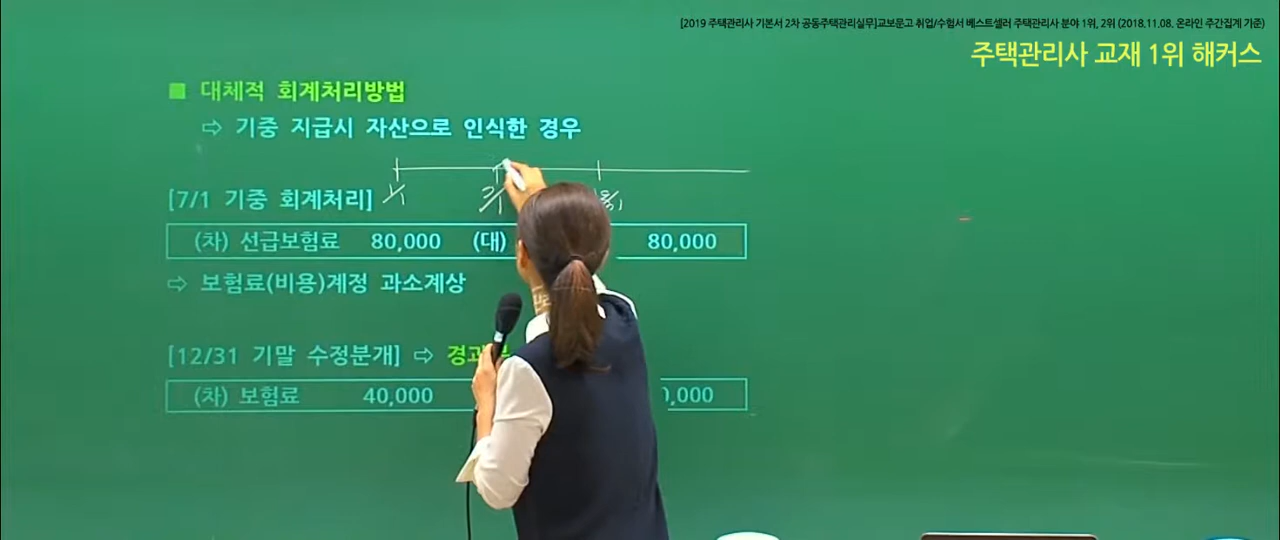 [2019 주택관리사 기본서 2차 공동주택관리실무]교보문고 취업/수험서 베스트셀러 주택관리사 분야 1위, 2위 (2018.11.08. 온라인 주간집계 기준)
주택관리사 교재 1위 해커스
■ 대체적 회계처리방법
⇨ 기중 지급시 자산으로 인식한 경우
[7/1 기중 회계처리] 1/1
(차) 선급보험료 80,000 (대) 80,000
⇨ 보험료(비용)계정 과소계상
[12/31 기말 수정분개] ⇨
(차) 보험료 40,000